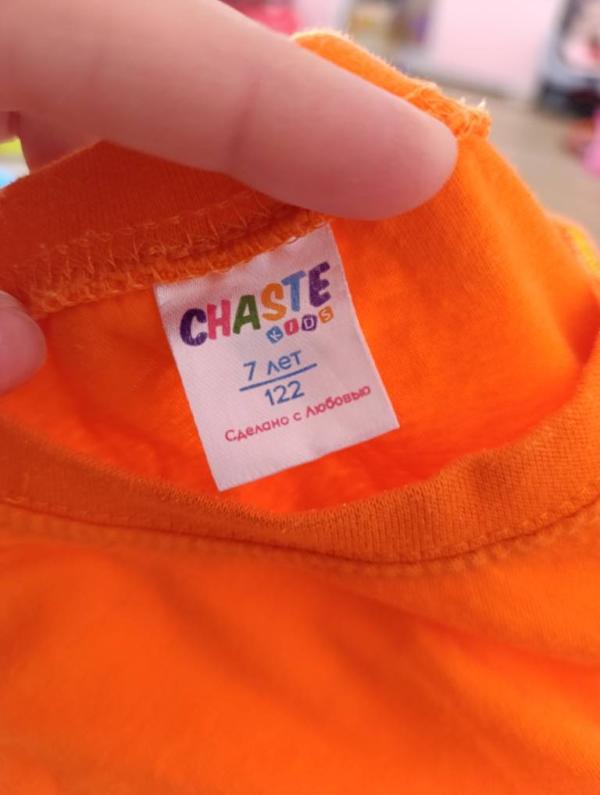 CHASTE
KIDS
7 лет
122
Сделано с Любовью